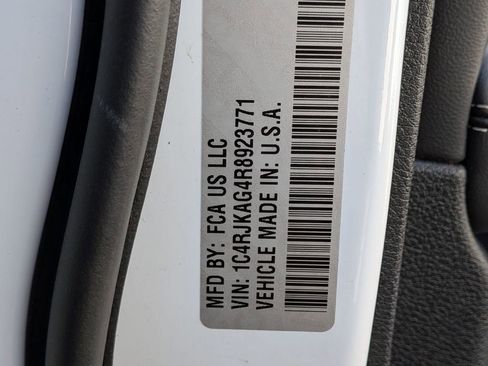 MFD BY: FCA US LLC
VIN: 1C4RJKAG4R8923771
VEHICLE MADE IN: U.S.A.